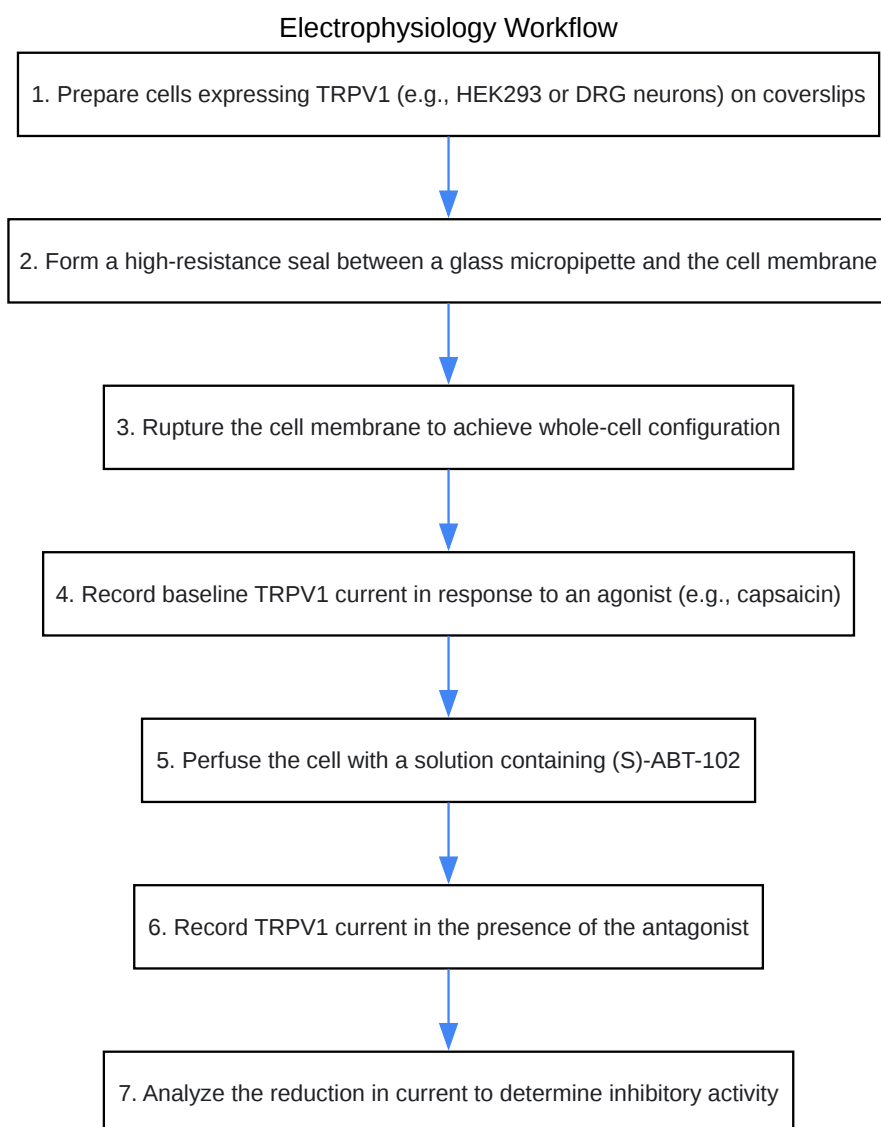 Electrophysiology Workflow
1. Prepare cells expressing TRPV1 (e.g., HEK293 or DRG neurons) on coverslips
2. Form a high-resistance seal between a glass micropipette and the cell membrane
3. Rupture the cell membrane to achieve whole-cell configuration
4. Record baseline TRPV1 current in response to an agonist (e.g., capsaicin)
5. Perfuse the cell with a solution containing (S)-ABT-102
6. Record TRPV1 current in the presence of the antagonist
7. Analyze the reduction in current to determine inhibitory activity